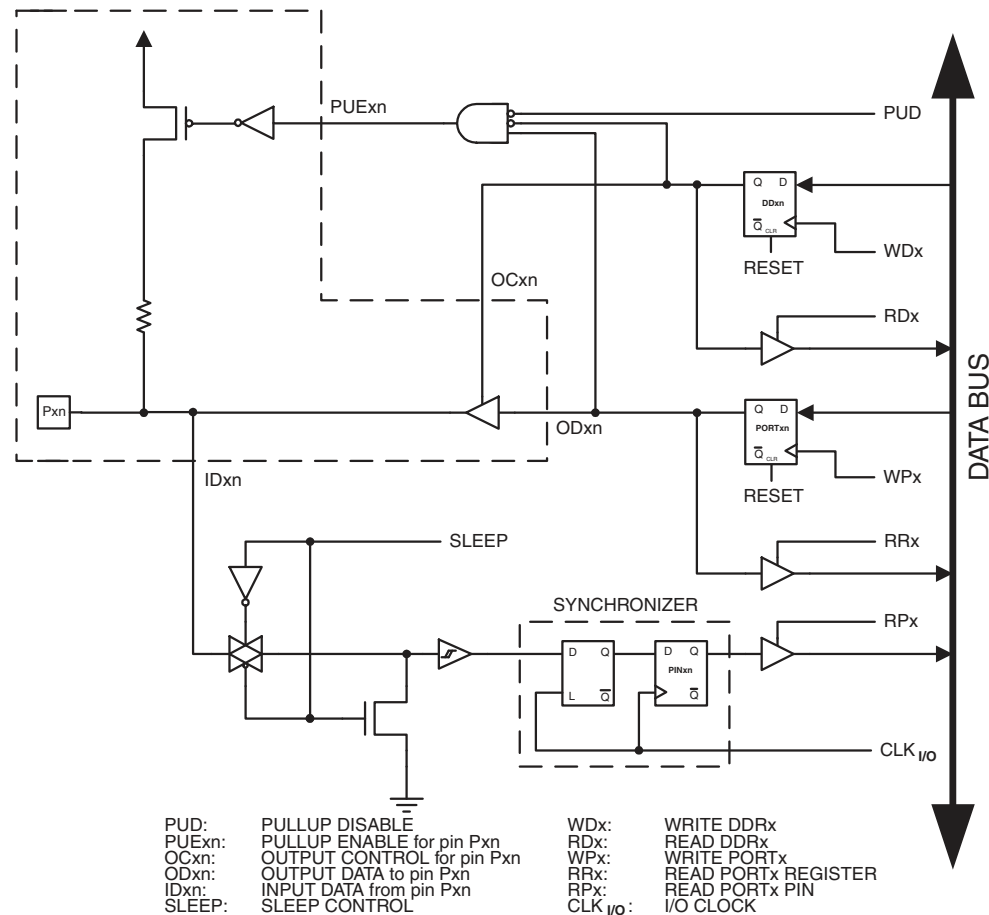 PUExn
PUD
Q D
DDxn
Q CLR
WDx
RESET
OCxn
RDx
Pxn
Q D
ODxn
PORTxn
Q CLR
IDxn
WPx
RESET
SLEEP
RRx
SYNCHRONIZER
RPx
D Q
D Q
PINxn
L Q
Q
CLK I/O
DATA BUS
PUD: PULLUP DISABLE
PUExn: PULLUP ENABLE for pin Pxn
OCxn: OUTPUT CONTROL for pin Pxn
ODxn: OUTPUT DATA to pin Pxn
IDxn: INPUT DATA from pin Pxn
SLEEP: SLEEP CONTROL
WDx: WRITE DDRx
RDx: READ DDRx
WPx: WRITE PORTx
RRx: READ PORTx REGISTER
RPx: READ PORTx PIN
CLK I/O: I/O CLOCK